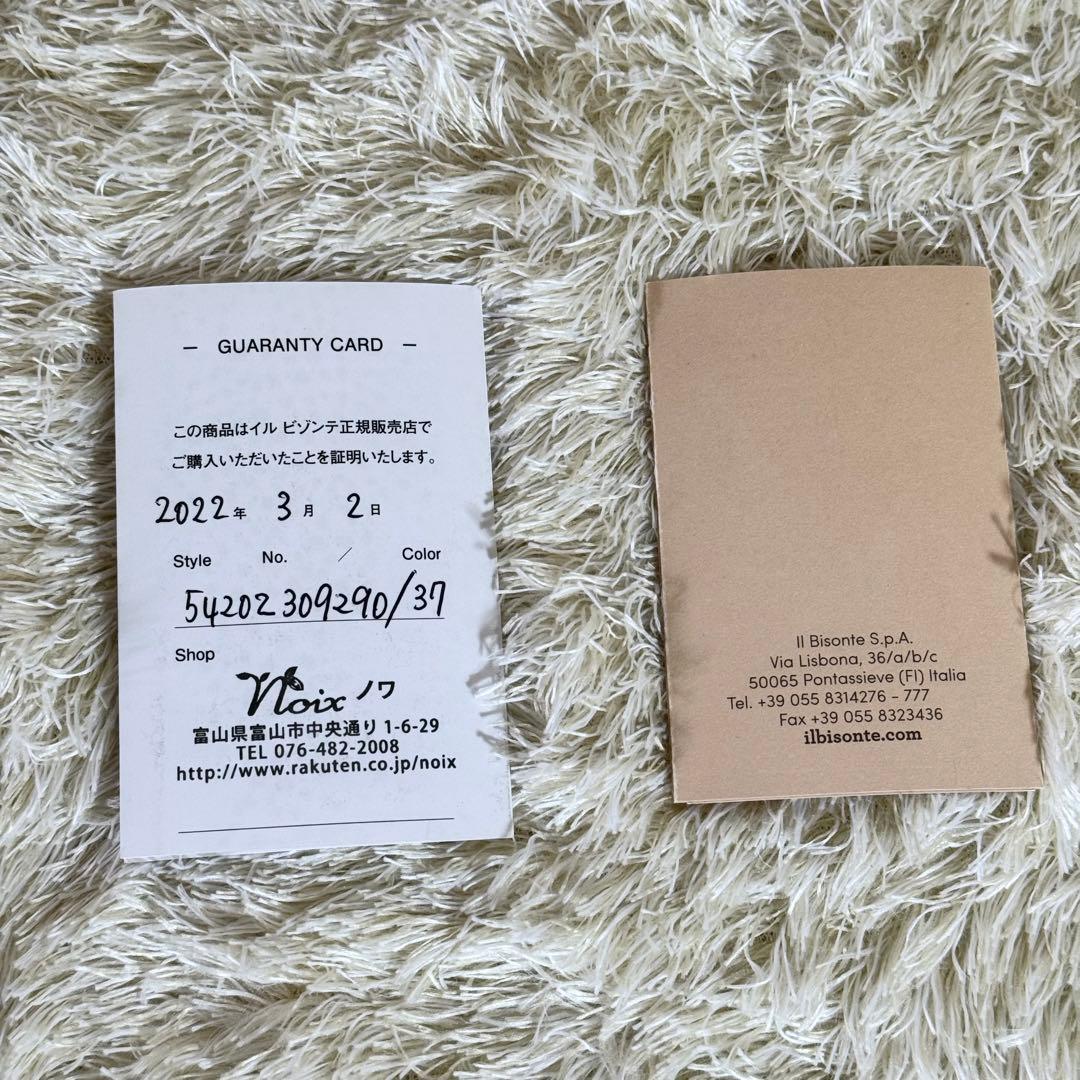 — GUARANTY CARD —
この商品はイル ビゾンテ正規販売店で
ご購入いただいたことを証明いたします。
2022年 3月 2日
Style No. / Color
54202309290/37
Shop
noix ノワ
富山県富山市中央通り1-6-29
TEL 076-482-2008
http://www.rakuten.co.jp/noix
Il Bisonte S.p.A.
Via Lisbona, 36/a/b/c
50065 Pontassieve (FI) Italia
Tel. +39 055 8314276 - 777
Fax +39 055 8323436
ilbisonte.com